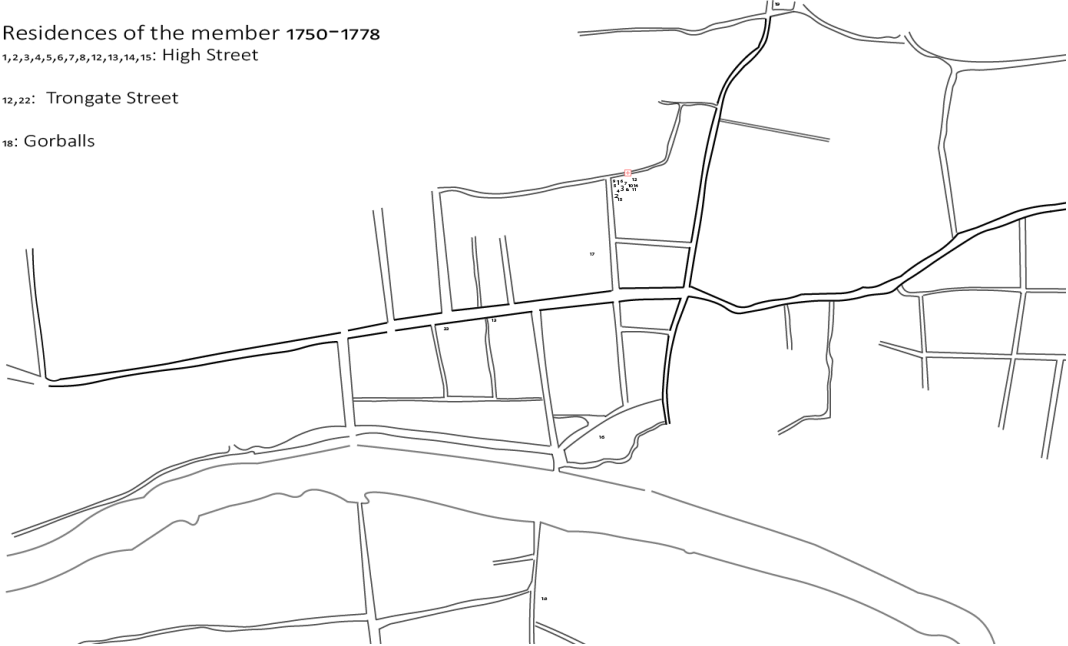 Residences of the member 1750-1778
1,2,3,4,5,6,7,8,12,13,14,15: High Street
12,22: Trongate Street
18: Gorballs
17
22
13
16
18